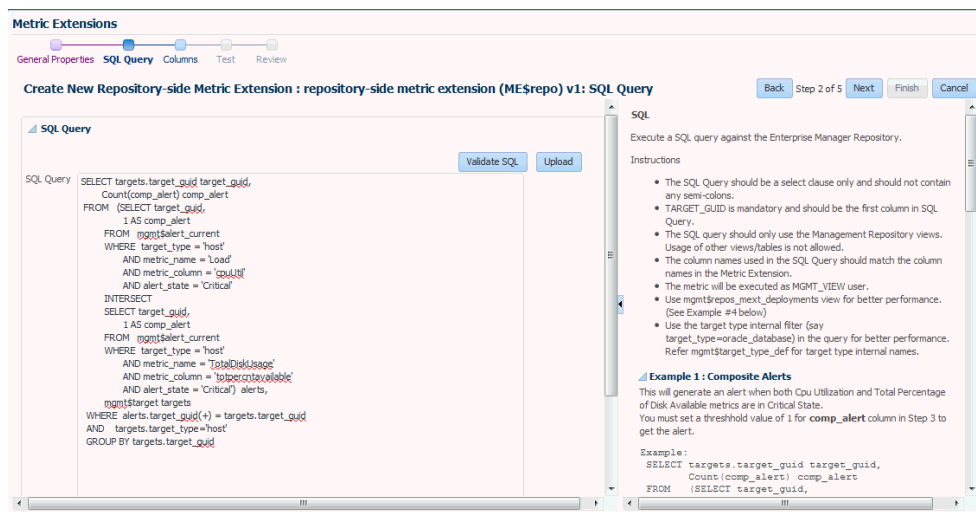 Metric Extensions
General Properties SQL Query Columns Test Review
Create New Repository-side Metric Extension : repository-side metric extension (ME$repo) v1: SQL Query
Back Step 2 of 5 Next Finish Cancel
SQL Query
Validate SQL Upload
SQL Query
SELECT targets.target_guid target_guid,
Count(comp_alert) comp_alert
FROM (SELECT target_guid,
1 AS comp_alert
FROM mgmt$alert_current
WHERE target_type = 'host'
AND metric_name = 'Load'
AND metric_column = 'cpuUtil'
AND alert_state = 'Critical'
INTERSECT
SELECT target_guid,
1 AS comp_alert
FROM mgmt$alert_current
WHERE target_type = 'host'
AND metric_name = 'TotalDiskUsage'
AND metric_column = 'totpercntavailable'
AND alert_state = 'Critical') alerts,
mgmt$target targets
WHERE alerts.target_guid(+) = targets.target_guid
AND targets.target_type='host'
GROUP BY targets.target_guid
SQL
Execute a SQL query against the Enterprise Manager Repository.
Instructions
• The SQL Query should be a select clause only and should not contain
any semi-colons.
• TARGET_GUID is mandatory and should be the first column in SQL
Query.
• The SQL query should only use the Management Repository views.
Usage of other views/tables is not allowed.
• The column names used in the SQL Query should match the column
names in the Metric Extension.
• The metric will be executed as MGMT_VIEW user.
• Use mgmt$repos_mext_deployments view for better performance.
(See Example #4 below)
• Use the target type internal filter (say
target_type=oracle_database) in the query for better performance.
Refer mgmt$target_type_def for target type internal names.
Example 1 : Composite Alerts
This will generate an alert when both Cpu Utilization and Total Percentage
of Disk Available metrics are in Critical State.
You must set a threshhold value of 1 for comp_alert column in Step 3 to
get the alert.
Example:
SELECT targets.target_guid target_guid,
Count(comp_alert) comp_alert
FROM (SELECT target_guid,